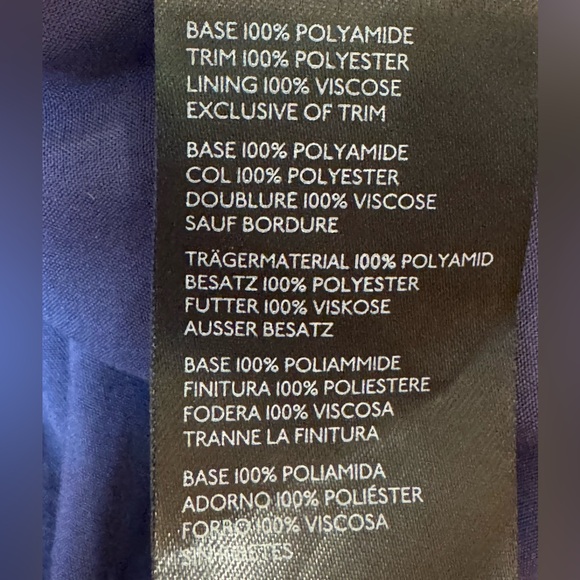 BASE 100% POLYAMIDE
TRIM 100% POLYESTER
LINING 100% VISCOSE
EXCLUSIVE OF TRIM
BASE 100% POLYAMIDE
COL 100% POLYESTER
DOUBLURE 100% VISCOSE
SAUF BORDURE
TRÄGERMATERIAL 100% POLYAMID
BESATZ 100% POLYESTER
FUTTER 100% VISKOSE
AUSSER BESATZ
BASE 100% POLIAMMIDE
FINITURA 100% POLIESTERE
FODERA 100% VISCOSA
TRANNE LA FINITURA
BASE 100% POLIAMIDA
ADORNO 100% POLIÉSTER
FORRO 100% VISCOSA